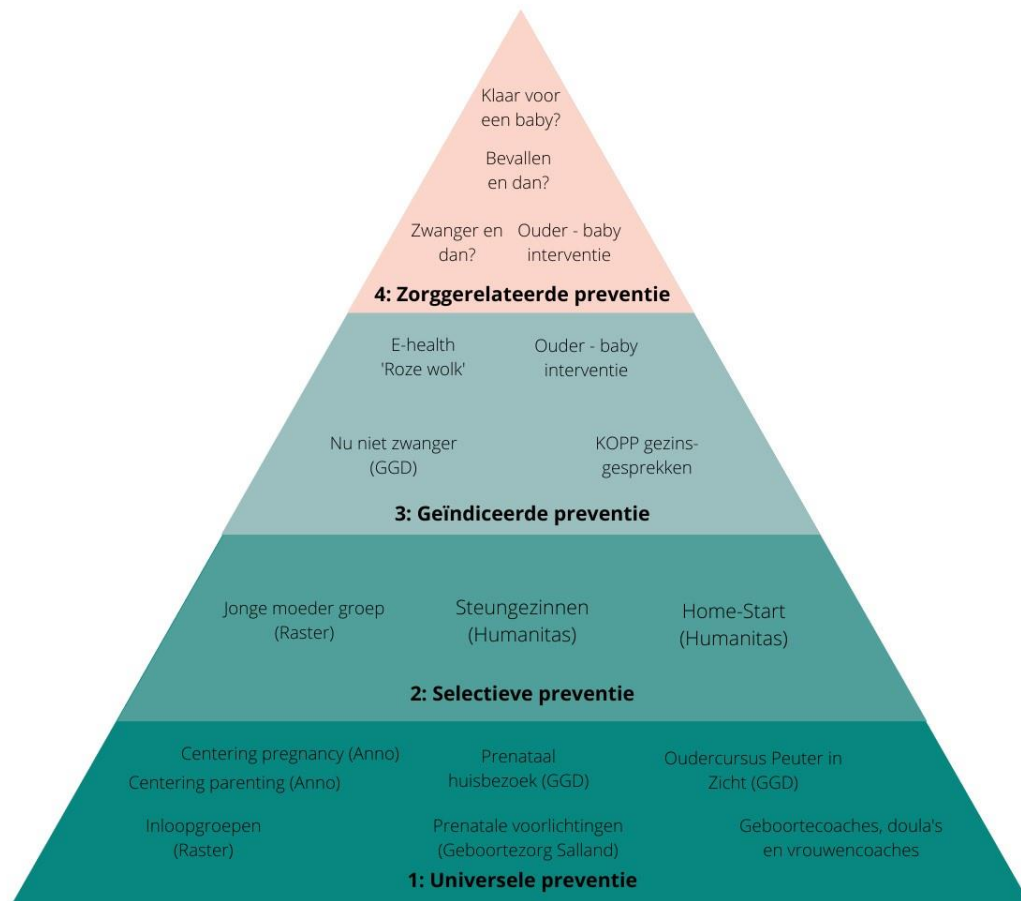 Klaar voor
een baby?
Bevallen
en dan?
Zwanger en
dan?
Ouder - baby
interventie
4: Zorggerelateerde preventie
E-health
'Roze wolk'
Ouder - baby
interventie
Nu niet zwanger
(GGD)
KOPP gezins-
gesprekken
3: Geïndiceerde preventie
Jonge moeder groep
(Raster)
Steungezinnen
(Humanitas)
Home-Start
(Humanitas)
2: Selectieve preventie
Centering pregnancy (Anno)
Centering parenting (Anno)
Prenataal
huisbezoek (GGD)
Oudercursus Peuter in
Zicht (GGD)
Inloopgroepen
(Raster)
Prenatale voorlichtingen
(Geboortezorg Salland)
Geboortecoaches, doula's
en vrouwencoaches
1: Universele preventie